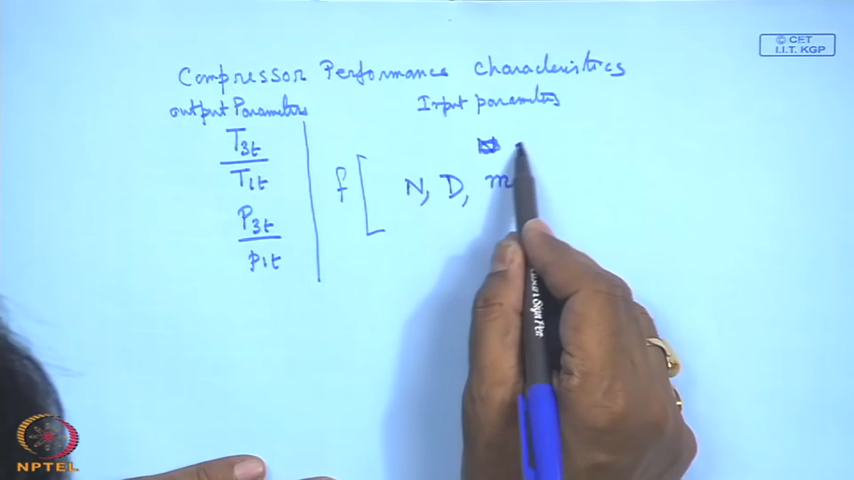 © CET
I.I.T. KGP
Compressor Performance Characteristics
output Parameters Input parameters
T3t
T1t
f [ N, D, m
P3t
P1t
NPTEL